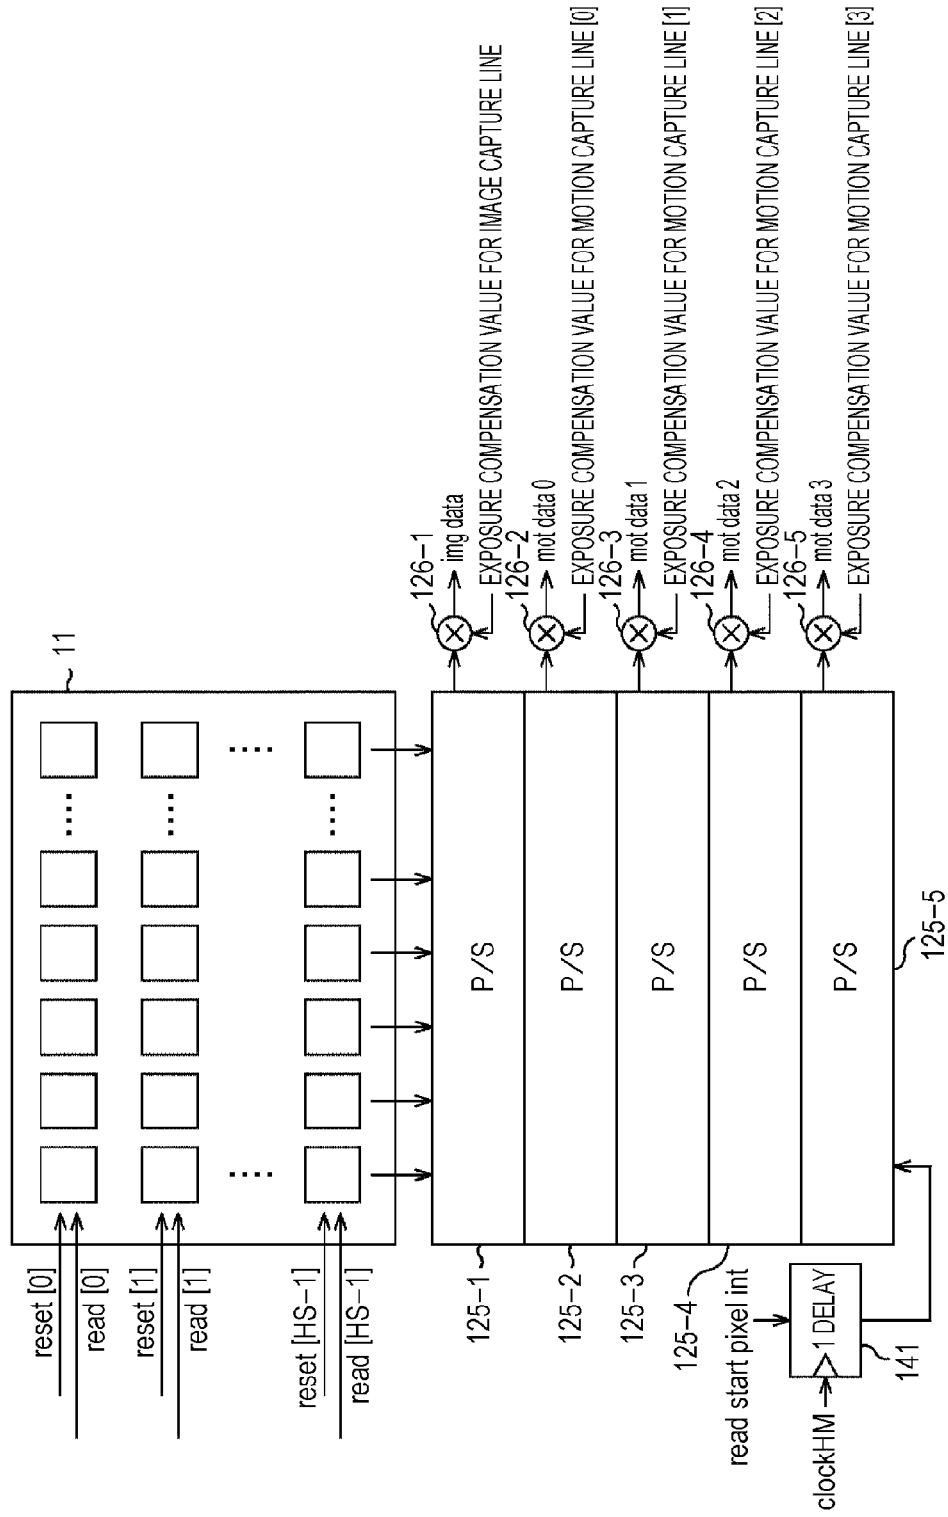 11
reset [0]
read [0]
reset [1]
read [1]
reset [HS-1]
read [HS-1]
125-1
P/S
126-1
img data
EXPOSURE COMPENSATION VALUE FOR IMAGE CAPTURE LINE
125-2
P/S
126-2
mot data 0
EXPOSURE COMPENSATION VALUE FOR MOTION CAPTURE LINE [0]
125-3
P/S
126-3
mot data 1
EXPOSURE COMPENSATION VALUE FOR MOTION CAPTURE LINE [1]
125-4
P/S
126-4
mot data 2
EXPOSURE COMPENSATION VALUE FOR MOTION CAPTURE LINE [2]
P/S
126-5
mot data 3
EXPOSURE COMPENSATION VALUE FOR MOTION CAPTURE LINE [3]
125-5
read start pixel int
1 DELAY
clockHM
141